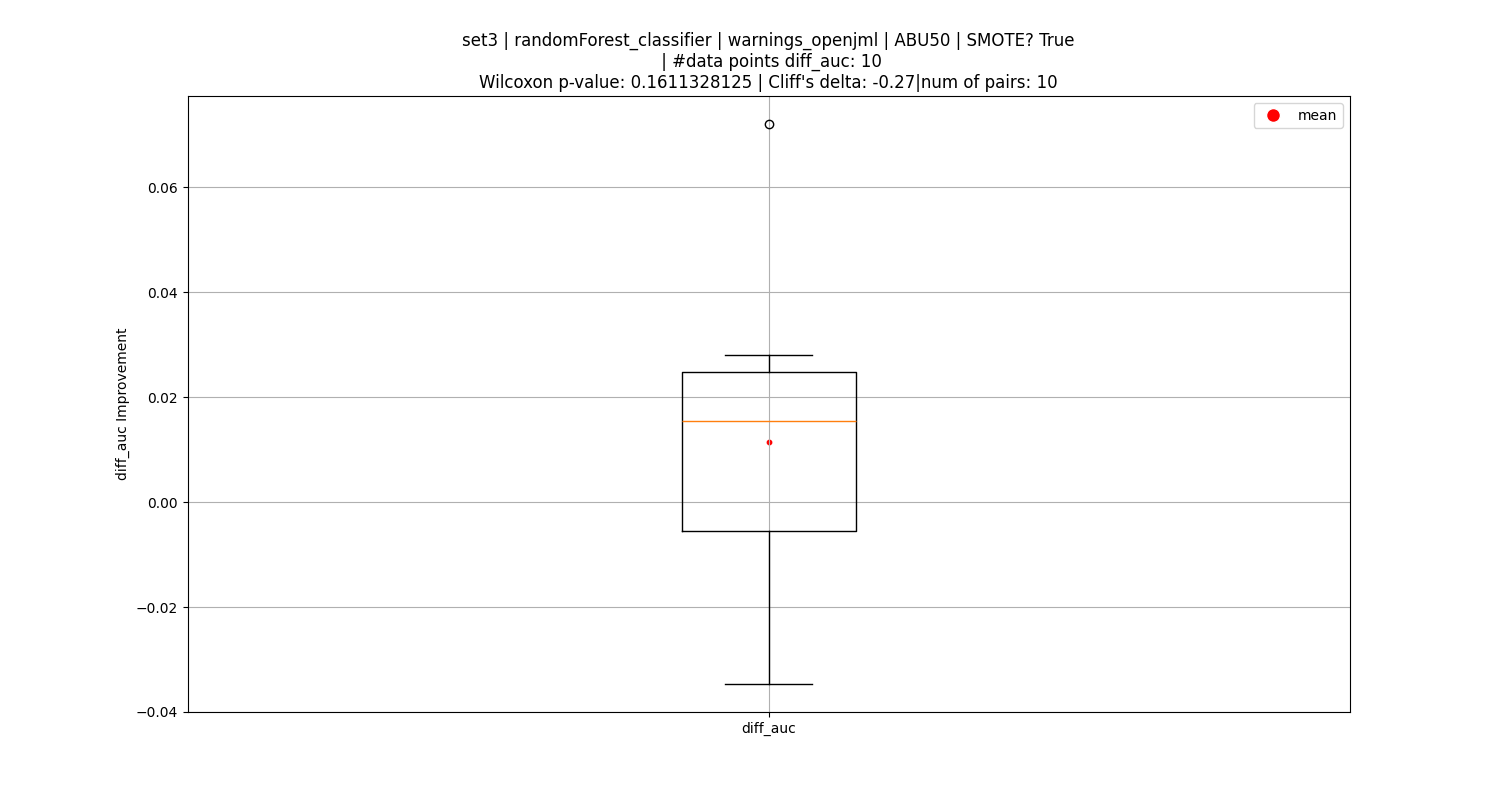 set3 | randomForest_classifier | warnings_openjml | ABU50 | SMOTE? True
| #data points diff_auc: 10
Wilcoxon p-value: 0.1611328125 | Cliff's delta: -0.27|num of pairs: 10
mean
0.06
0.04
0.02
0.00
−0.02
−0.04
diff_auc Improvement
diff_auc